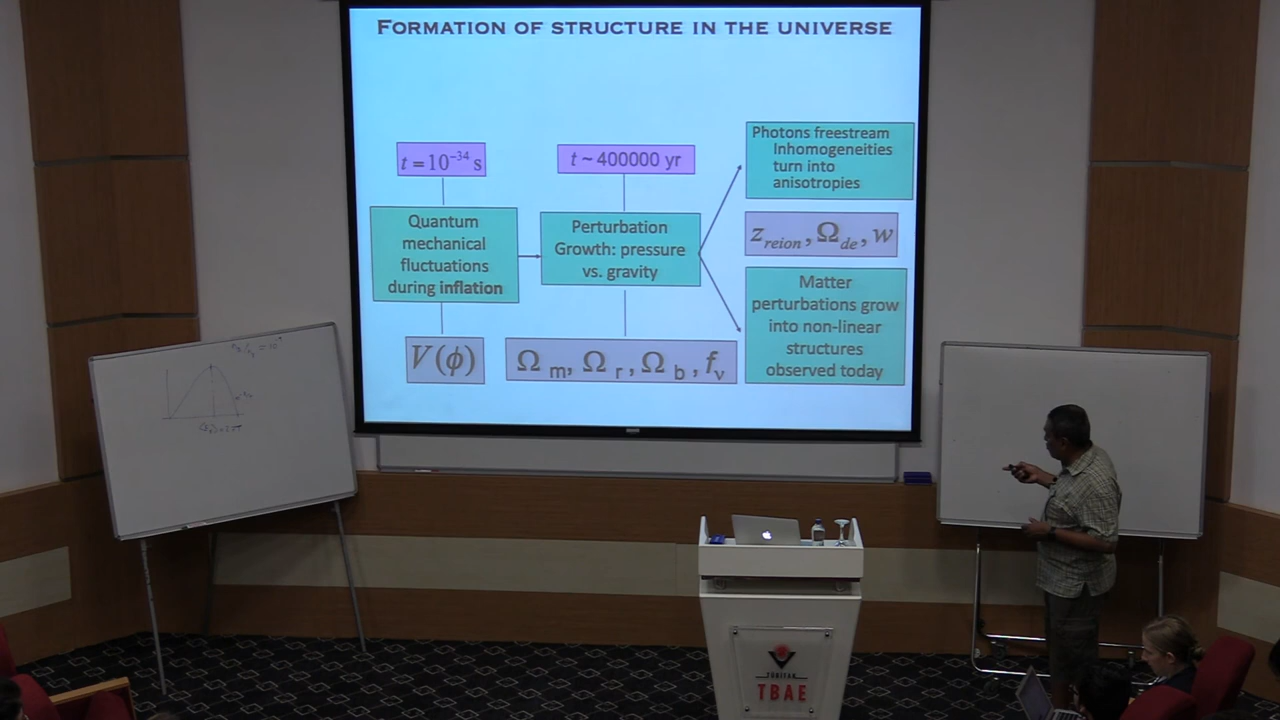 FORMATION OF STRUCTURE IN THE UNIVERSE
t = 10⁻³⁴ s
t ~ 400000 yr
Photons freestream
Inhomogeneities
turn into
anisotropies
Quantum
mechanical
fluctuations
during inflation
Perturbation
Growth: pressure
vs. gravity
z_reion, Ω_de, w
Matter
perturbations grow
into non-linear
structures
observed today
V(ϕ)
Ω_m, Ω_r, Ω_b, f_ν
TBAE